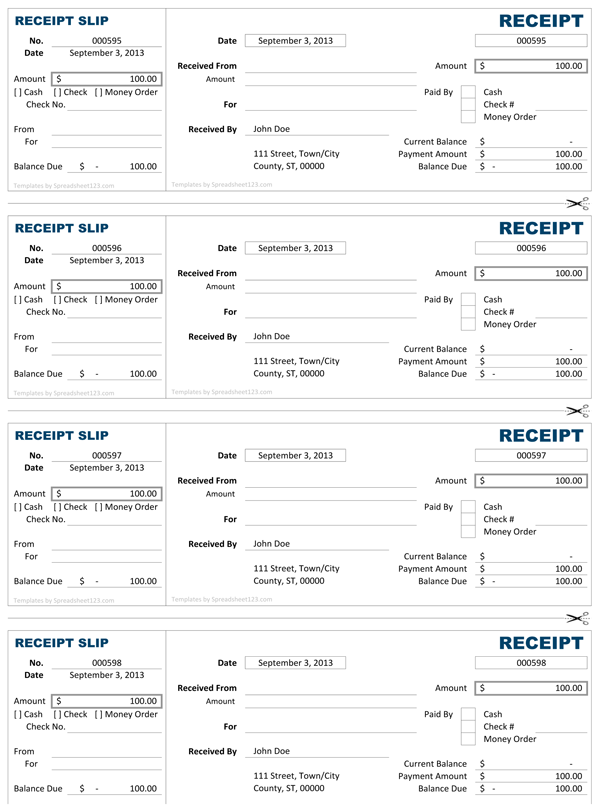 RECEIPT SLIP RECEIPT
No. 000595 Date September 3, 2013 000595
Date September 3, 2013
Received From Amount $ 100.00
Amount $ 100.00 Amount
[ ] Cash [ ] Check [ ] Money Order Paid By Cash
Check No. For Check #
Money Order
From Received By John Doe
For Current Balance $ -
111 Street, Town/City Payment Amount $ 100.00
Balance Due $ - 100.00 County, ST, 00000 Balance Due $ - 100.00
Templates by Spreadsheet123.com Templates by Spreadsheet123.com
RECEIPT SLIP RECEIPT
No. 000596 Date September 3, 2013 000596
Date September 3, 2013
Received From Amount $ 100.00
Amount $ 100.00 Amount
[ ] Cash [ ] Check [ ] Money Order Paid By Cash
Check No. For Check #
Money Order
From Received By John Doe
For Current Balance $ -
111 Street, Town/City Payment Amount $ 100.00
Balance Due $ - 100.00 County, ST, 00000 Balance Due $ - 100.00
Templates by Spreadsheet123.com Templates by Spreadsheet123.com
RECEIPT SLIP RECEIPT
No. 000597 Date September 3, 2013 000597
Date September 3, 2013
Received From Amount $ 100.00
Amount $ 100.00 Amount
[ ] Cash [ ] Check [ ] Money Order Paid By Cash
Check No. For Check #
Money Order
From Received By John Doe
For Current Balance $ -
111 Street, Town/City Payment Amount $ 100.00
Balance Due $ - 100.00 County, ST, 00000 Balance Due $ - 100.00
Templates by Spreadsheet123.com Templates by Spreadsheet123.com
RECEIPT SLIP RECEIPT
No. 000598 Date September 3, 2013 000598
Date September 3, 2013
Received From Amount $ 100.00
Amount $ 100.00 Amount
[ ] Cash [ ] Check [ ] Money Order Paid By Cash
Check No. For Check #
Money Order
From Received By John Doe
For Current Balance $ -
111 Street, Town/City Payment Amount $ 100.00
Balance Due $ - 100.00 County, ST, 00000 Balance Due $ - 100.00